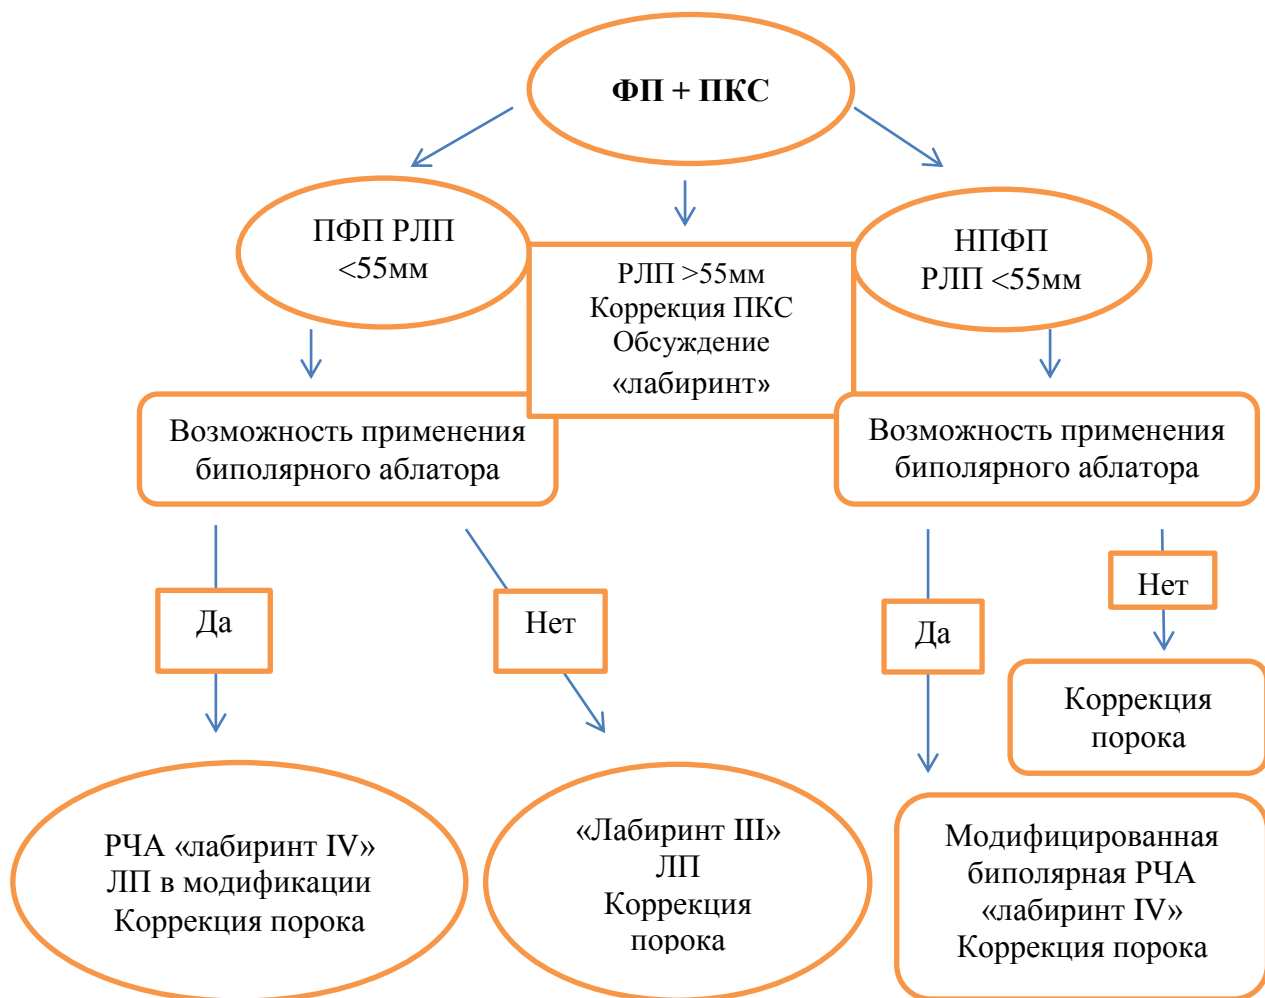 ФП + ПКС
ПФП РЛП
<55мм
РЛП >55мм
Коррекция ПКС
Обсуждение
«лабиринт»
НПФП
РЛП <55мм
Возможность применения
биполярного аблатора
Возможность применения
биполярного аблатора
Да
Нет
Да
Нет
Коррекция
порока
РЧА «лабиринт IV»
ЛП в модификации
Коррекция порока
«Лабиринт III»
ЛП
Коррекция
порока
Модифицированная
биполярная РЧА
«лабиринт IV»
Коррекция порока